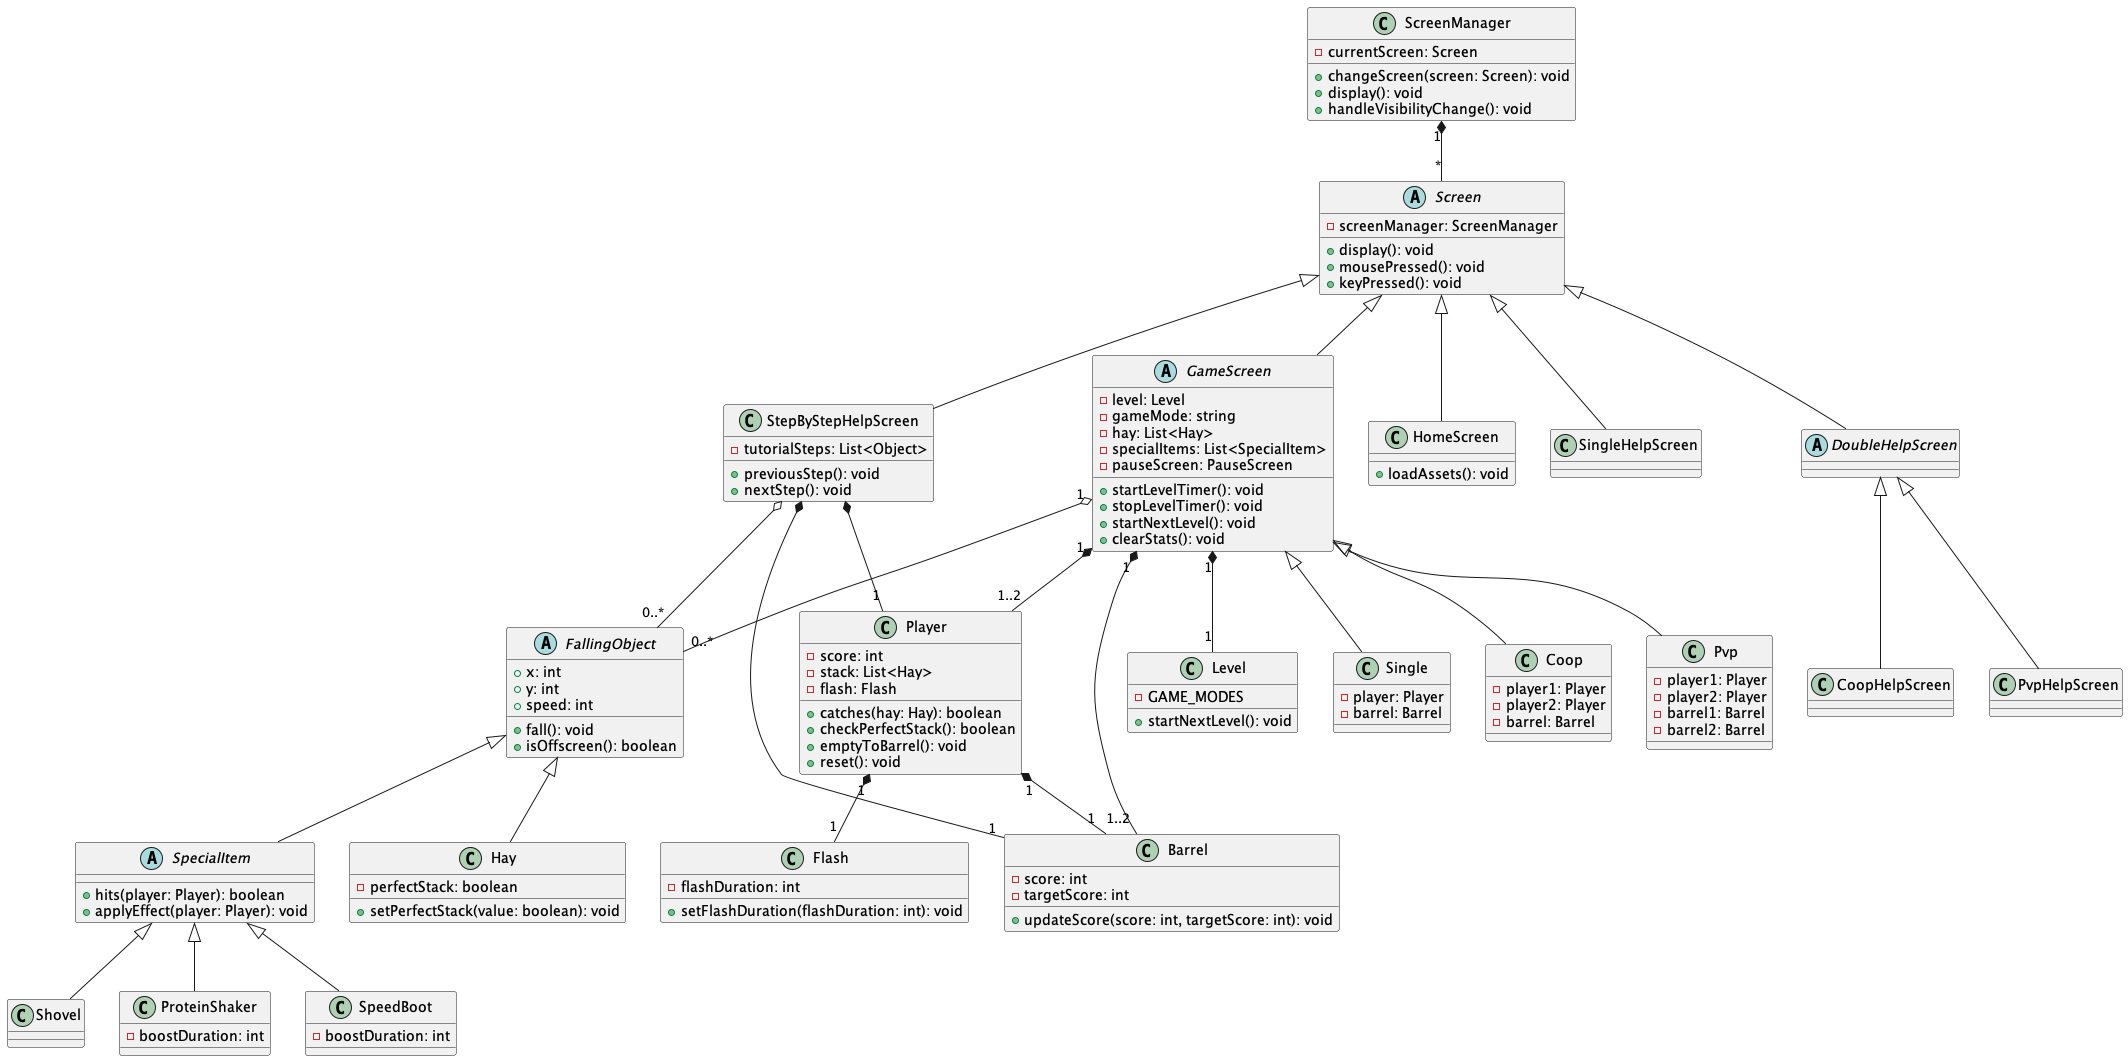 C ScreenManager
currentScreen: Screen
changeScreen(screen: Screen): void
display(): void
handleVisibilityChange(): void
1
*
A Screen
screenManager: ScreenManager
display(): void
mousePressed(): void
keyPressed(): void
A GameScreen
level: Level
gameMode: string
hay: List<Hay>
specialItems: List<SpecialItem>
pauseScreen: PauseScreen
startLevelTimer(): void
stopLevelTimer(): void
startNextLevel(): void
clearStats(): void
C StepByStepHelpScreen
tutorialSteps: List<Object>
previousStep(): void
nextStep(): void
C HomeScreen
loadAssets(): void
C SingleHelpScreen
A DoubleHelpScreen
1
1
1
1
0..*
1
1..2
0..*
1
A FallingObject
x: int
y: int
speed: int
fall(): void
isOffscreen(): boolean
C Player
score: int
stack: List<Hay>
flash: Flash
catches(hay: Hay): boolean
checkPerfectStack(): boolean
emptyToBarrel(): void
reset(): void
C Level
GAME_MODES
startNextLevel(): void
C Single
player: Player
barrel: Barrel
C Coop
player1: Player
player2: Player
barrel: Barrel
C Pvp
player1: Player
player2: Player
barrel1: Barrel
barrel2: Barrel
C CoopHelpScreen
C PvpHelpScreen
1
1
1
1
1
1..2
A SpecialItem
hits(player: Player): boolean
applyEffect(player: Player): void
C Hay
perfectStack: boolean
setPerfectStack(value: boolean): void
C Flash
flashDuration: int
setFlashDuration(flashDuration: int): void
C Barrel
score: int
targetScore: int
updateScore(score: int, targetScore: int): void
C Shovel
C ProteinShaker
boostDuration: int
C SpeedBoot
boostDuration: int